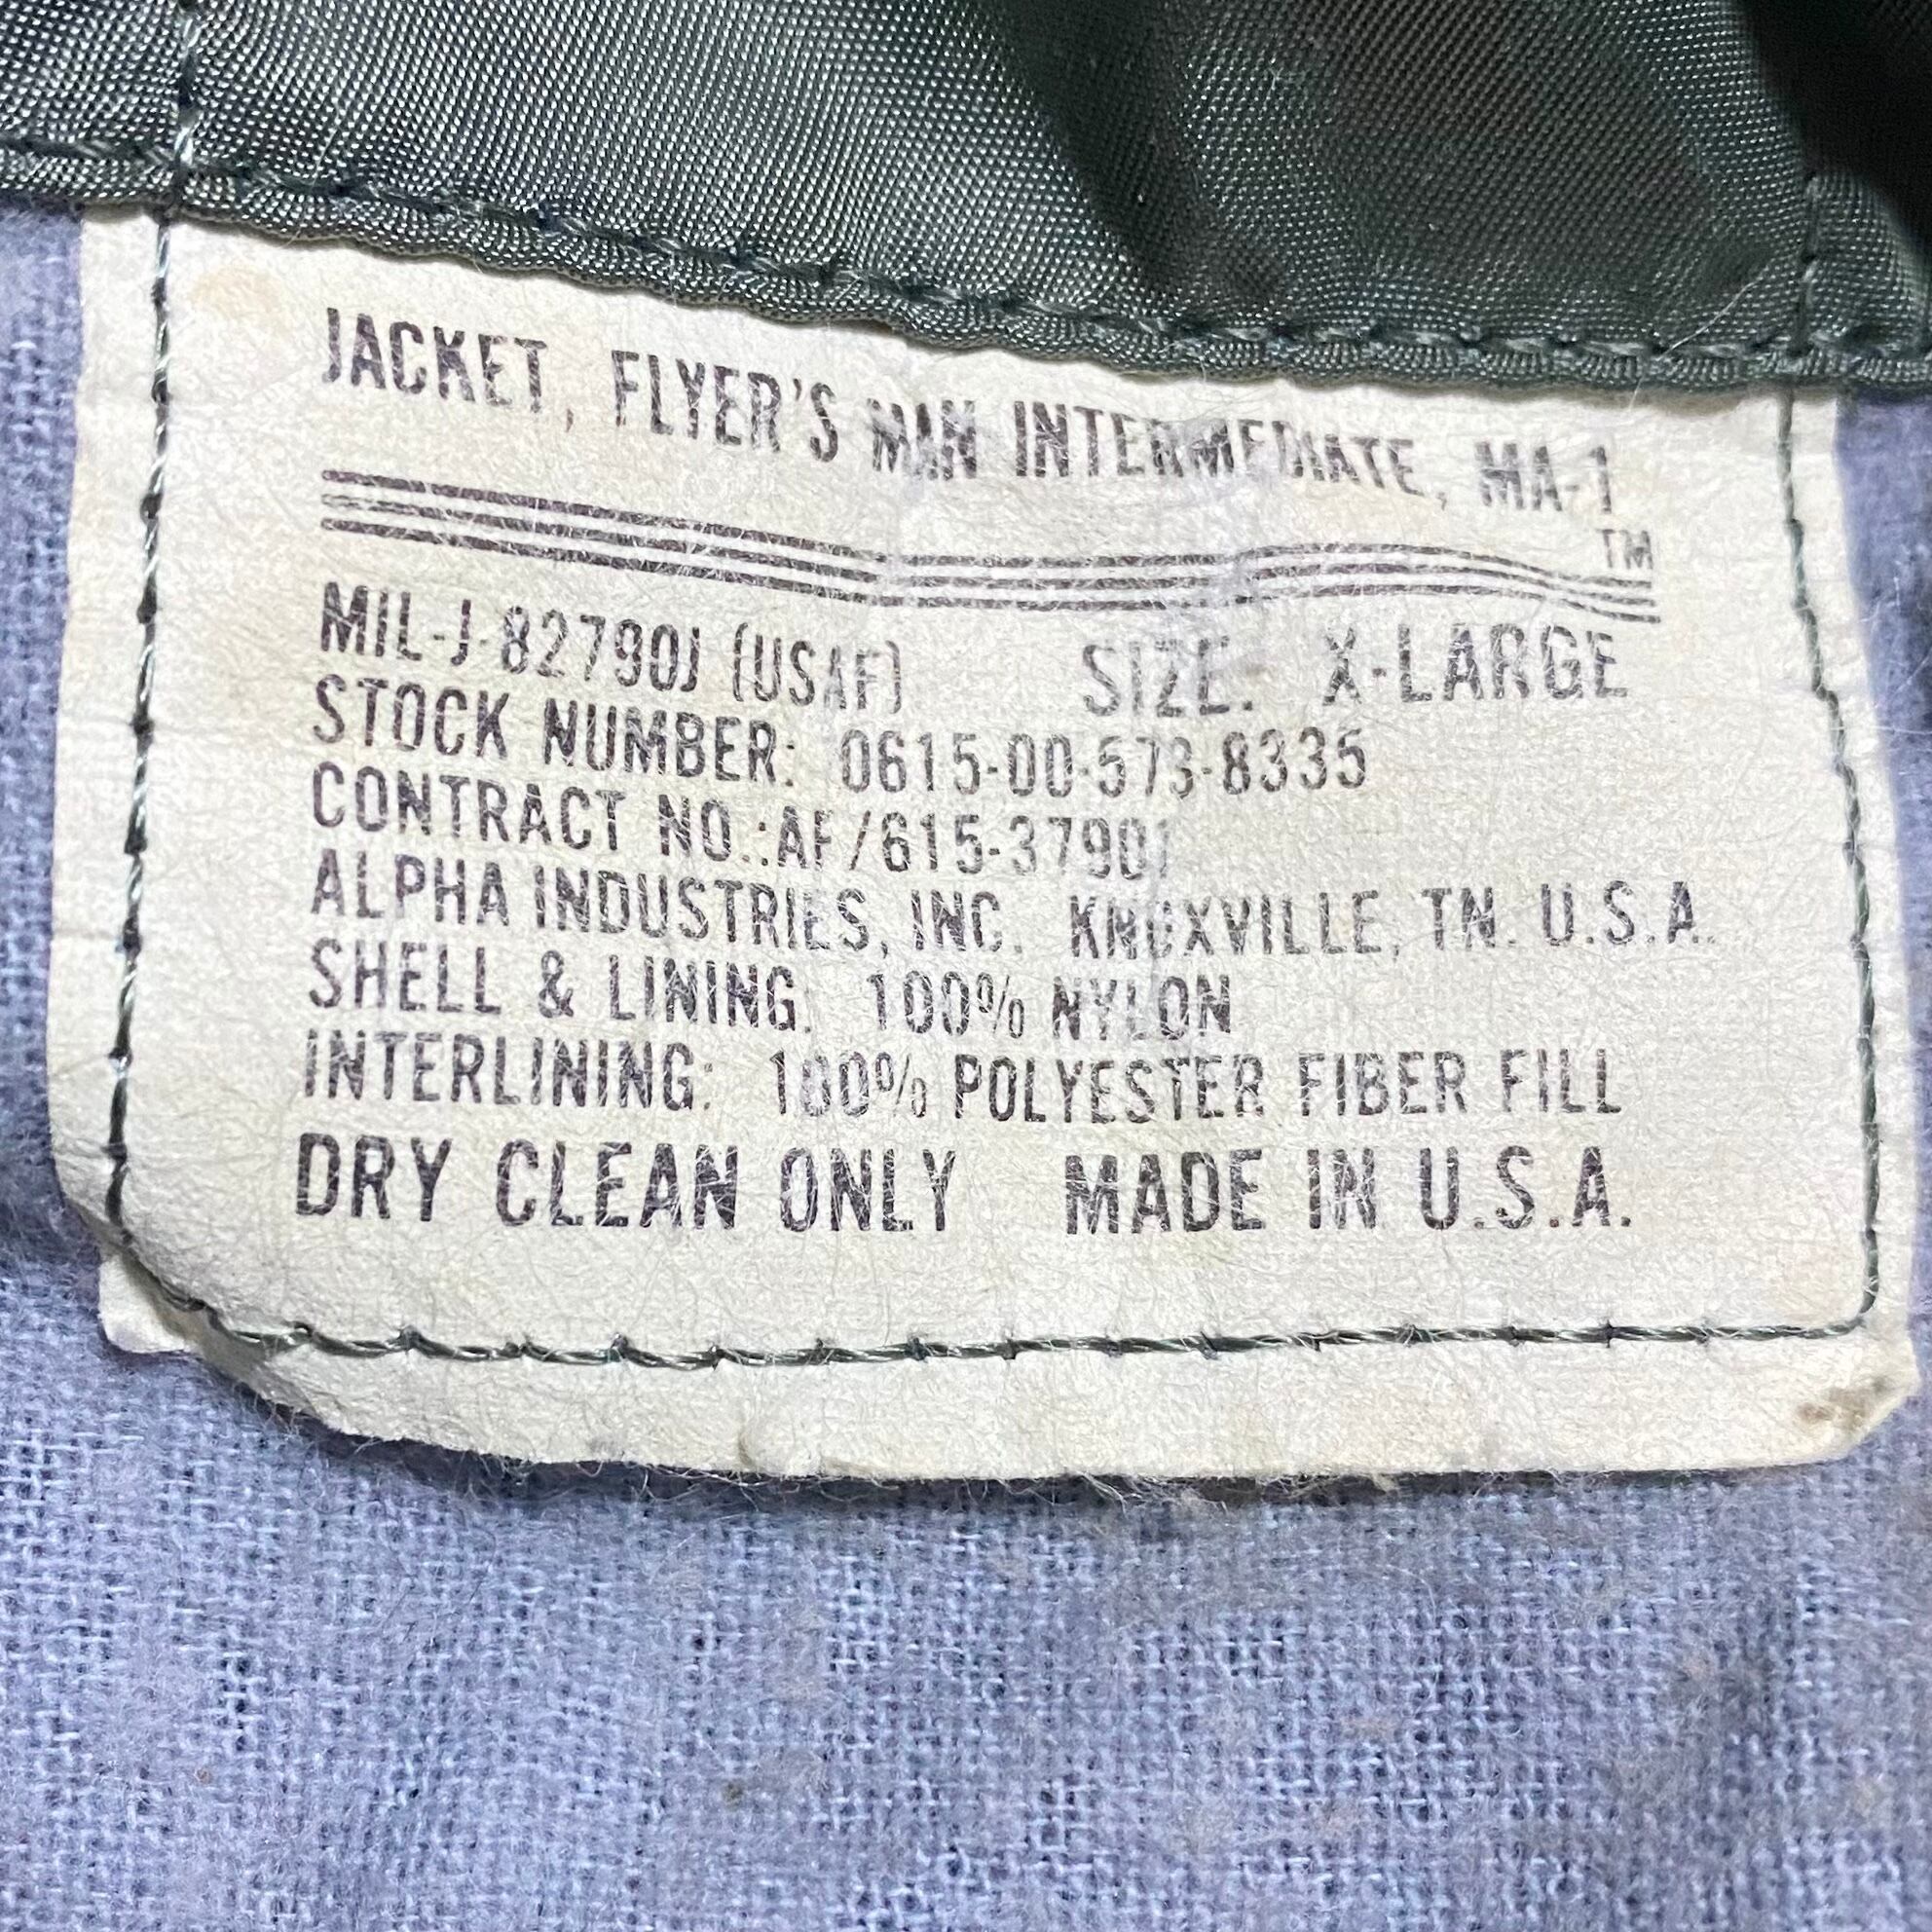 JACKET, FLYER'S MAN INTERMEDIATE, MA-1
TM
MIL-J-82790J (USAF) SIZE: X-LARGE
STOCK NUMBER: 0615-00-573-8335
CONTRACT NO.:AF/615-37901
ALPHA INDUSTRIES, INC. KNOXVILLE, TN. U.S.A.
SHELL & LINING: 100% NYLON
INTERLINING: 100% POLYESTER FIBER FILL
DRY CLEAN ONLY MADE IN U.S.A.